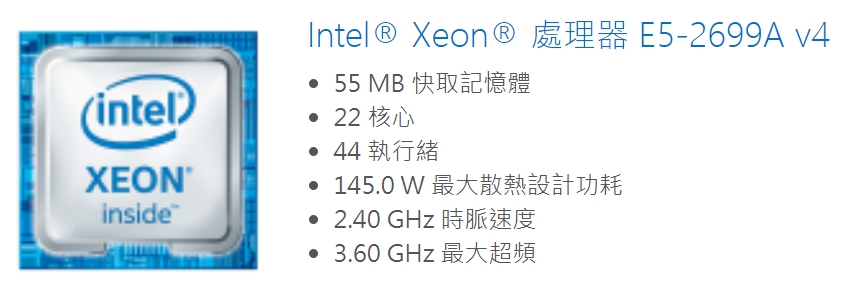 intel
XEON®
inside™
Intel® Xeon® 處理器 E5-2699A v4
• 55 MB 快取記憶體
• 22 核心
• 44 執行緒
• 145.0 W 最大散熱設計功耗
• 2.40 GHz 時脈速度
• 3.60 GHz 最大超頻